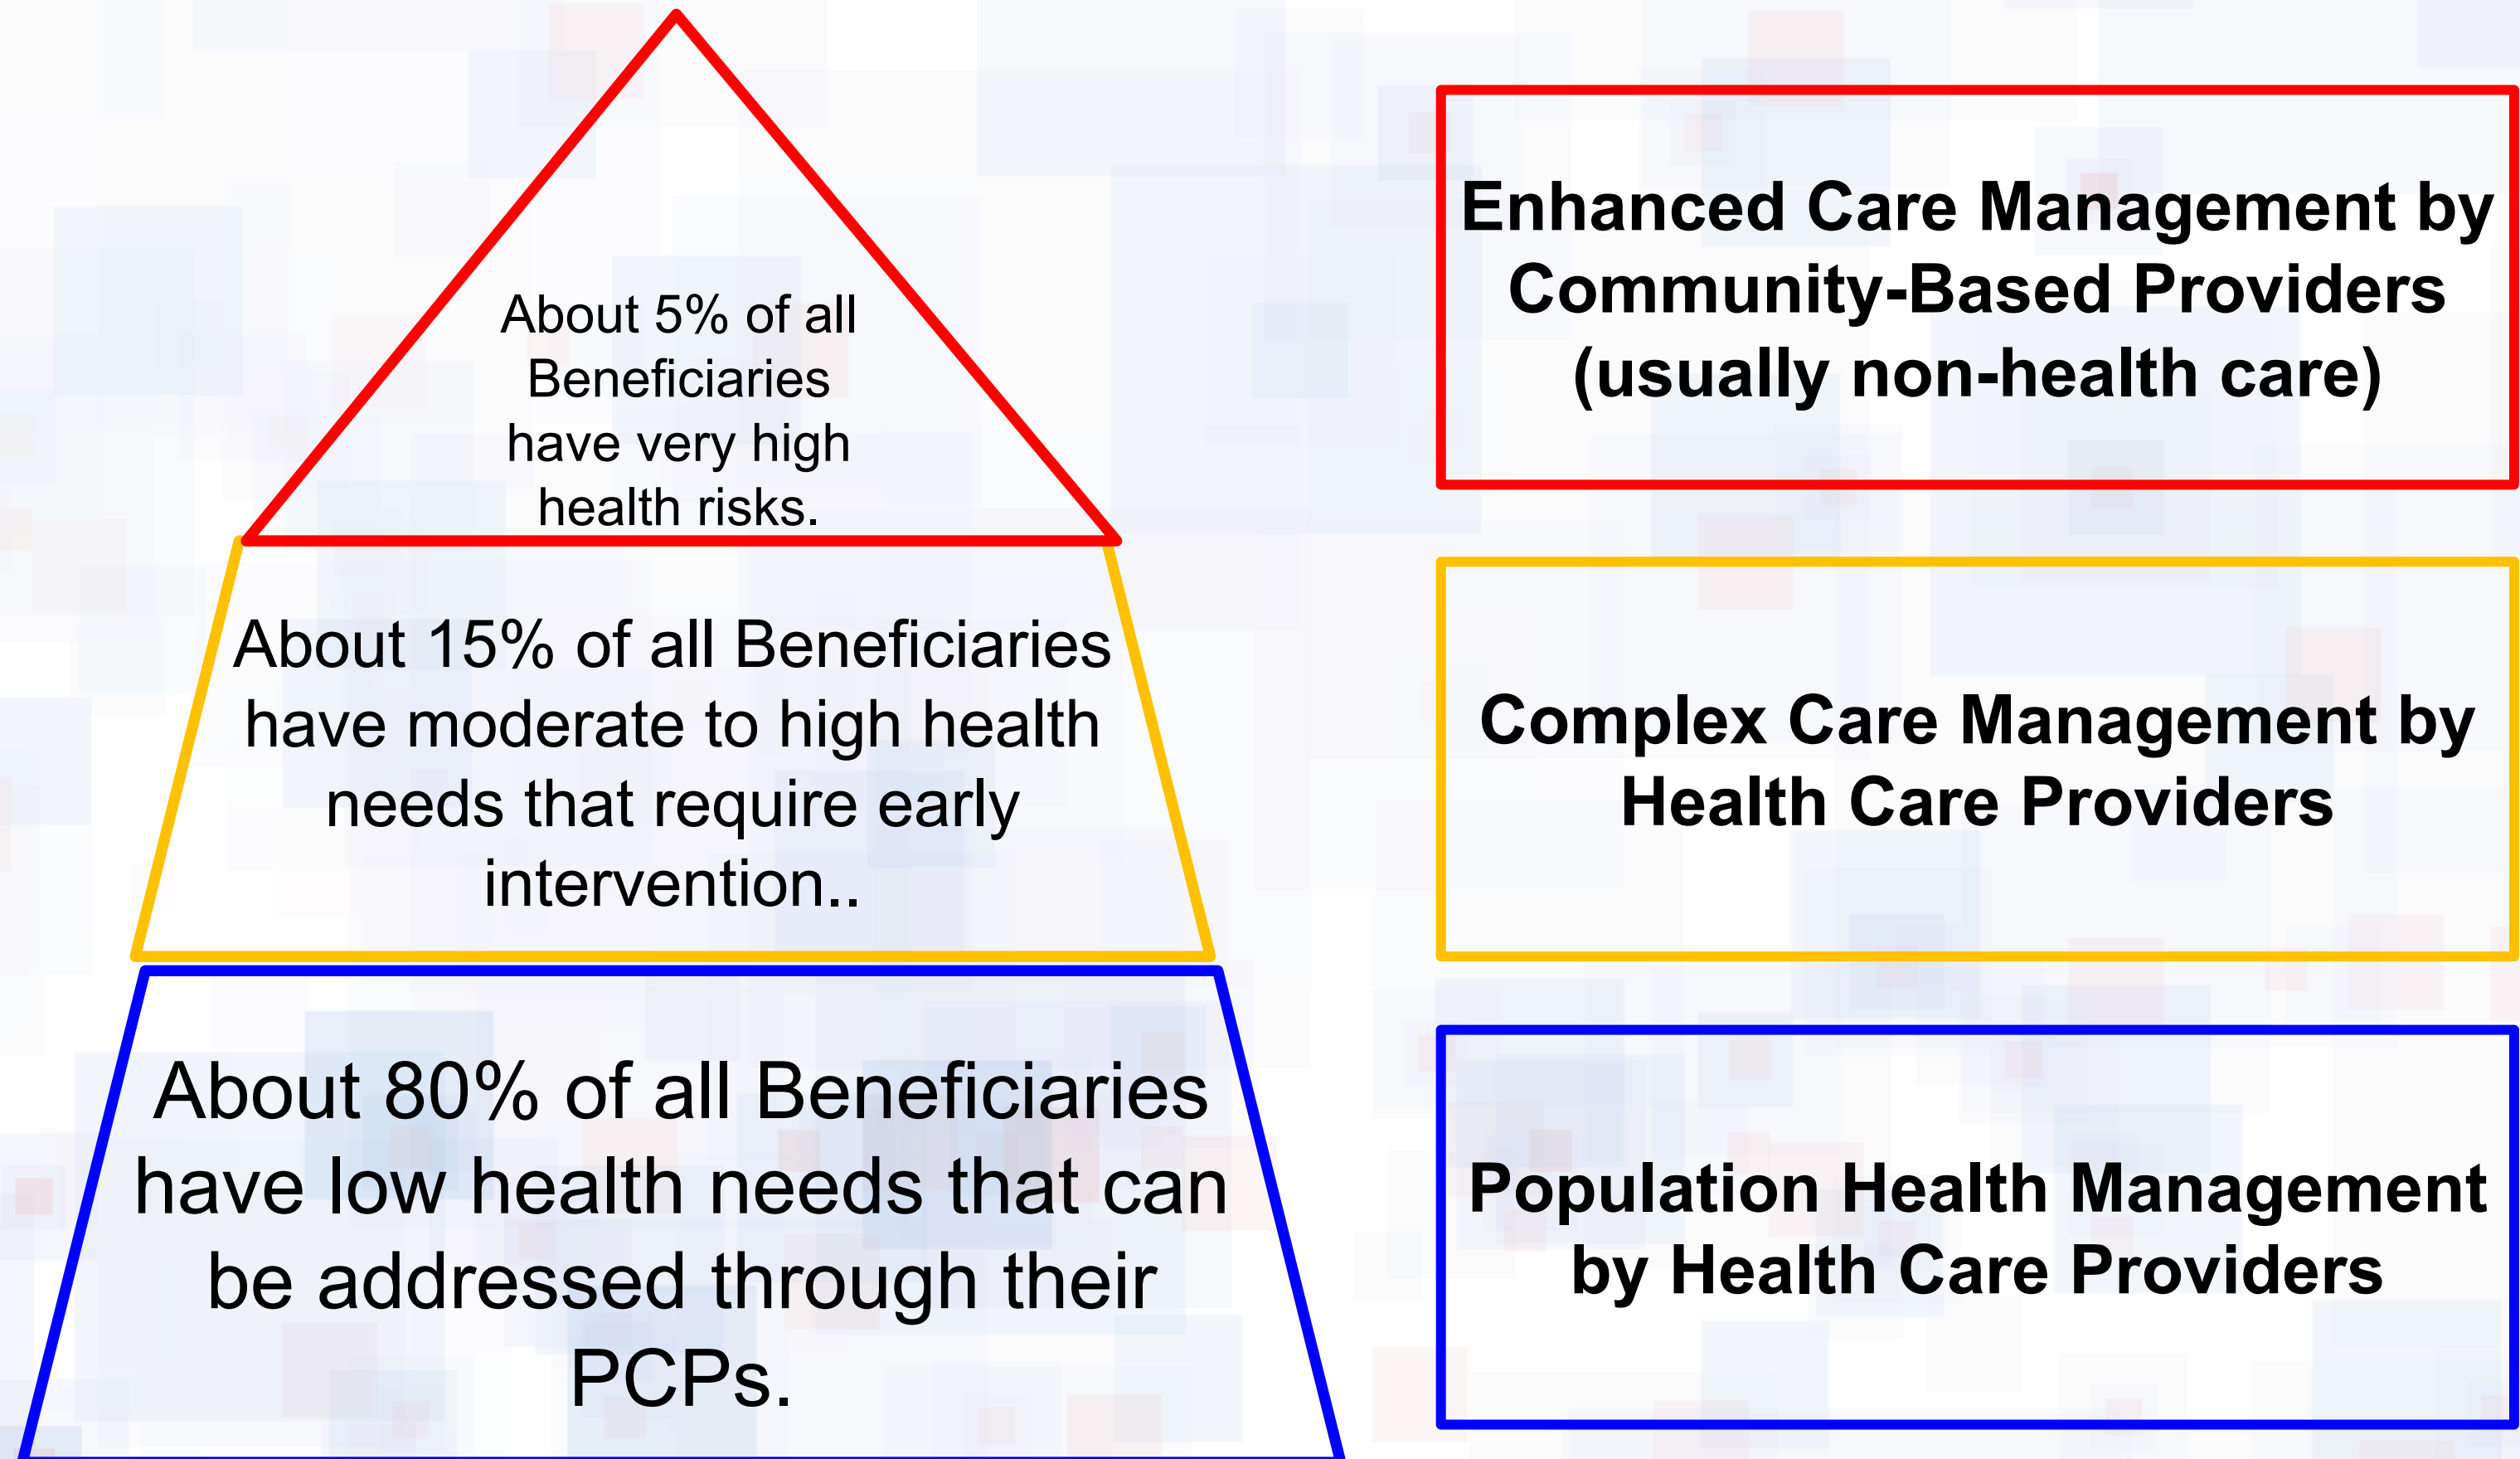 About 5% of all
Beneficiaries
have very high
health risks.
Enhanced Care Management by
Community-Based Providers
(usually non-health care)
About 15% of all Beneficiaries
have moderate to high health
needs that require early
intervention..
Complex Care Management by
Health Care Providers
About 80% of all Beneficiaries
have low health needs that can
be addressed through their
PCPs.
Population Health Management
by Health Care Providers